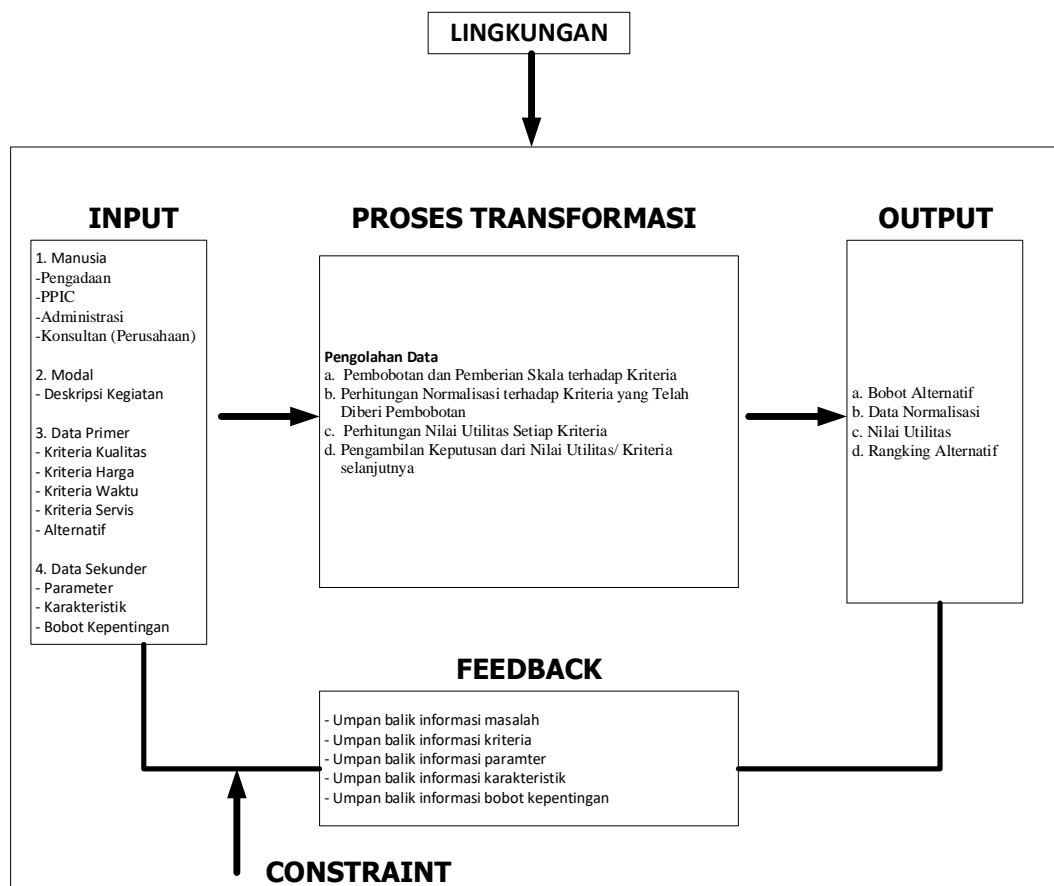 LINGKUNGAN
INPUT
1. Manusia
-Pengadaan
-PPIC
-Administrasi
-Konsultan (Perusahaan)
2. Modal
- Deskripsi Kegiatan
3. Data Primer
- Kriteria Kualitas
- Kriteria Harga
- Kriteria Waktu
- Kriteria Servis
- Alternatif
4. Data Sekunder
- Parameter
- Karakteristik
- Bobot Kepentingan
PROSES TRANSFORMASI
Pengolahan Data
a. Pembobotan dan Pemberian Skala terhadap Kriteria
b. Perhitungan Normalisasi terhadap Kriteria yang Telah
Diberi Pembobotan
c. Perhitungan Nilai Utilitas Setiap Kriteria
d. Pengambilan Keputusan dari Nilai Utilitas/ Kriteria
selanjutnya
OUTPUT
a. Bobot Alternatif
b. Data Normalisasi
c. Nilai Utilitas
d. Rangking Alternatif
FEEDBACK
- Umpan balik informasi masalah
- Umpan balik informasi kriteria
- Umpan balik informasi paramter
- Umpan balik informasi karakteristik
- Umpan balik informasi bobot kepentingan
CONSTRAINT